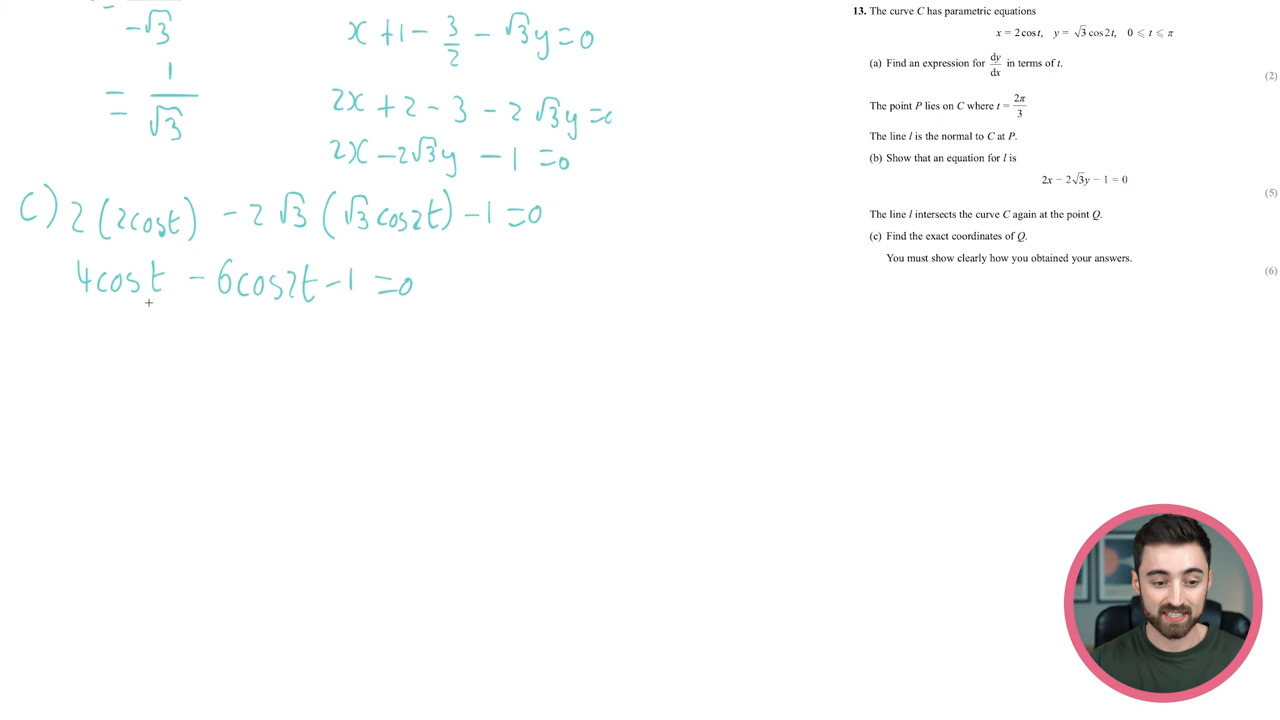 -√3
= 1/√3
x + 1 - 3/2 - √3y = 0
2x + 2 - 3 - 2√3y = 0
2x - 2√3y - 1 = 0
C) 2(2cost) - 2√3(√3cos2t) - 1 = 0
4cost - 6cos2t - 1 = 0
13. The curve C has parametric equations
x = 2cos t, y = √3 cos 2t, 0 ⩽ t ⩽ π
(a) Find an expression for dy/dx in terms of t.
(2)
The point P lies on C where t = 2π/3
The line l is the normal to C at P.
(b) Show that an equation for l is
2x − 2√3y − 1 = 0
(5)
The line l intersects the curve C again at the point Q.
(c) Find the exact coordinates of Q.
You must show clearly how you obtained your answers.
(6)